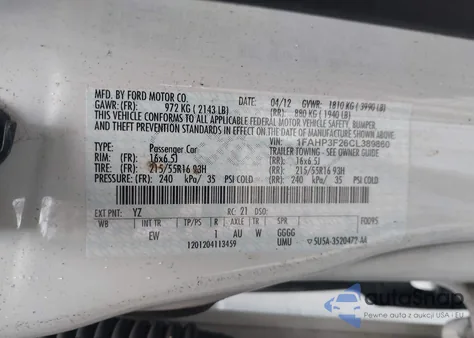 MFD. BY FORD MOTOR CO.
DATE: 04/12 GVWR: 1810 KG ( 3990 LB)
GAWR: (FR): 972 KG ( 2143 LB) (RR): 880 KG ( 1940 LB)
THIS VEHICLE CONFORMS TO ALL APPLICABLE FEDERAL MOTOR VEHICLE SAFETY, BUMPER, AND THEFT PREVENTION STANDARDS IN EFFECT ON THE DATE OF MANUFACTURE SHOWN ABOVE.
VIN: 1FAHP3F26CL389860
TYPE: Passenger Car TRAILER TOWING - SEE OWNERS
RIM: (FR): 16x6.5J (RR): 16x6.5J
TIRE: (FR): 215/55R16 93H (RR): 215/55R16 93H
PRESSURE: (FR): 240 kPa/ 35 PSI COLD (RR): 240 kPa/ 35 PSI COLD
EXT PNT: YZ RC: 21 DSO:
WB INT TR TP/PS R AXLE TR SPR FDD95
EW I AU W GGGG
1201204113459 UMU
autosnap
Auctions • USA • EU